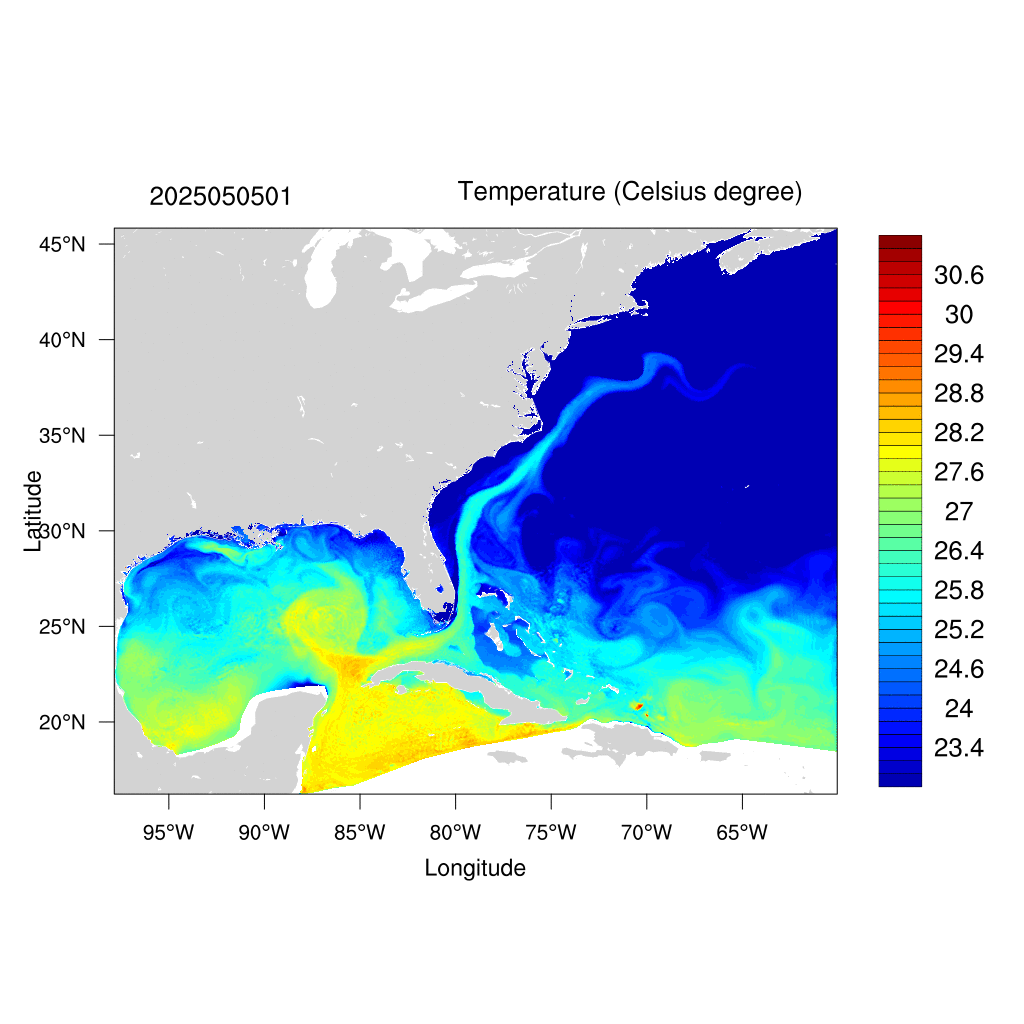 2025050501
Temperature (Celsius degree)
45°N
40°N
35°N
30°N
25°N
20°N
Latitude
95°W
90°W
85°W
80°W
75°W
70°W
65°W
Longitude
30.6
30
29.4
28.8
28.2
27.6
27
26.4
25.8
25.2
24.6
24
23.4